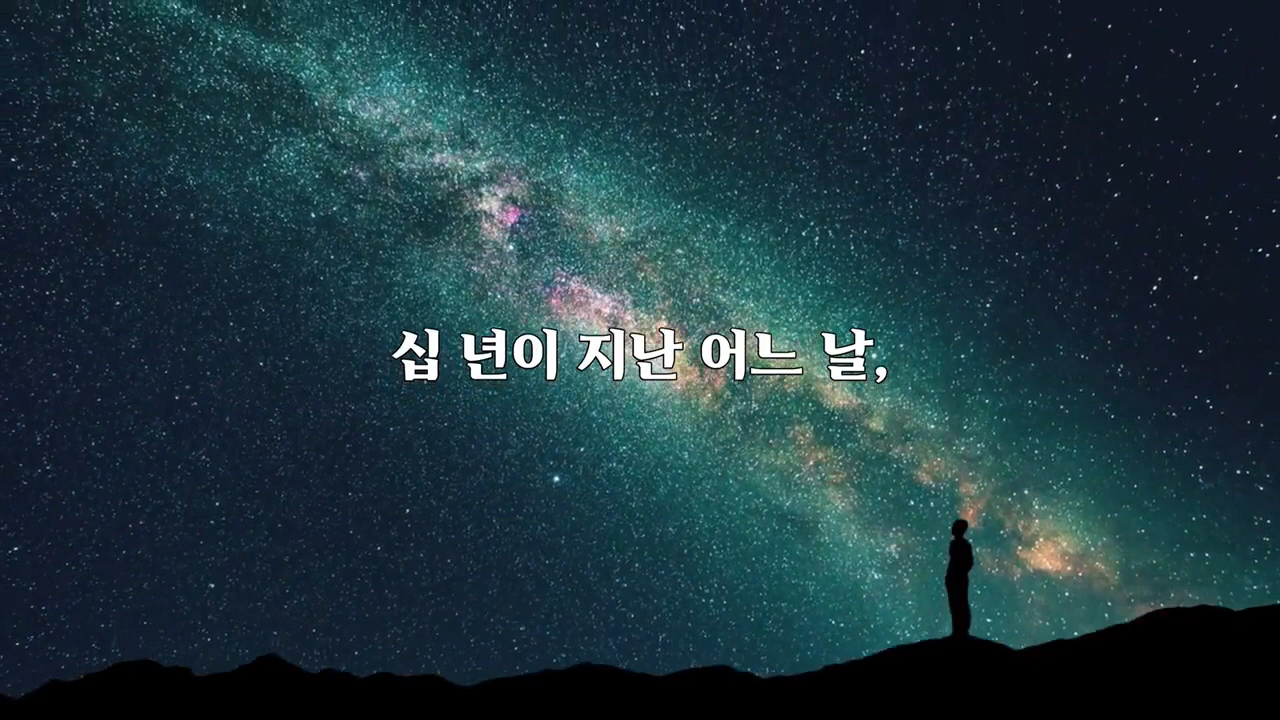 십 년이 지난 어느 날,